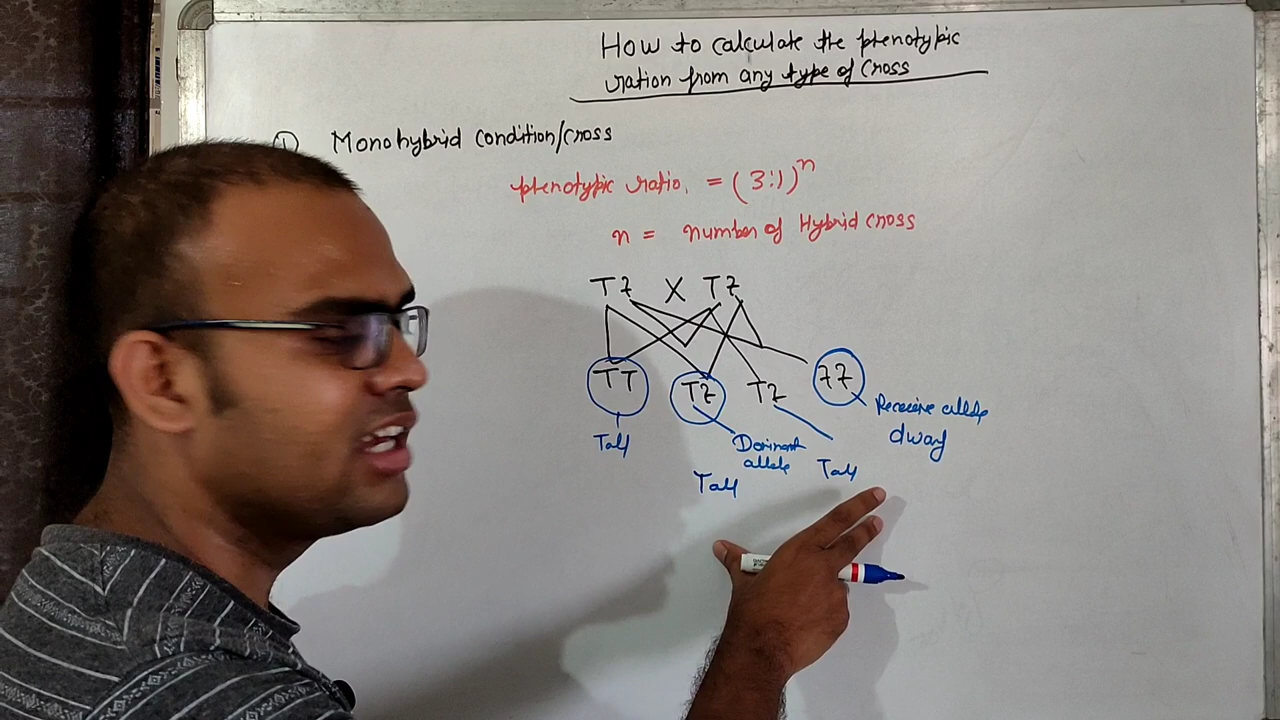 How to calculate the phenotypic
ration from any type of Cross
① Monohybrid condition/cross
phenotypic ratio. = (3:1)ⁿ
n = number of Hybrid cross
Tt X Tt
TT Tt Tt tt
Tall
Dominant allele
Tall
Tall
Recessive allele
dwarf